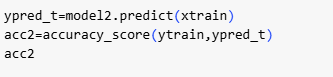 ypred_t=model2.predict(xtrain)
acc2=accuracy_score(ytrain,ypred_t)
acc2